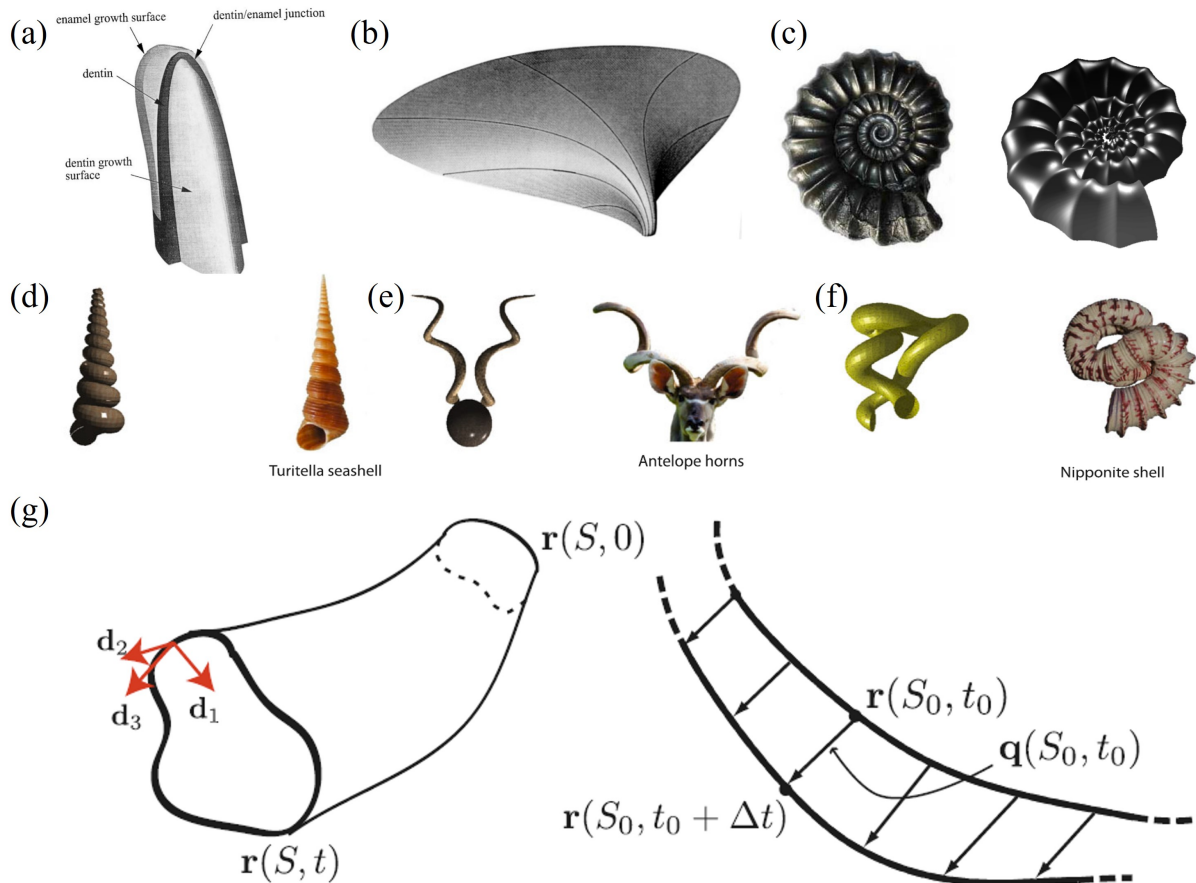 (a)
enamel growth surface
dentin/enamel junction
dentin
dentin growth
surface
(b)
(c)
(d)
Turitella seashell
(e)
Antelope horns
(f)
Nipponite shell
(g)
r(S, 0)
d₂
d₃
d₁
r(S, t)
r(S₀, t₀)
q(S₀, t₀)
r(S₀, t₀ + Δt)